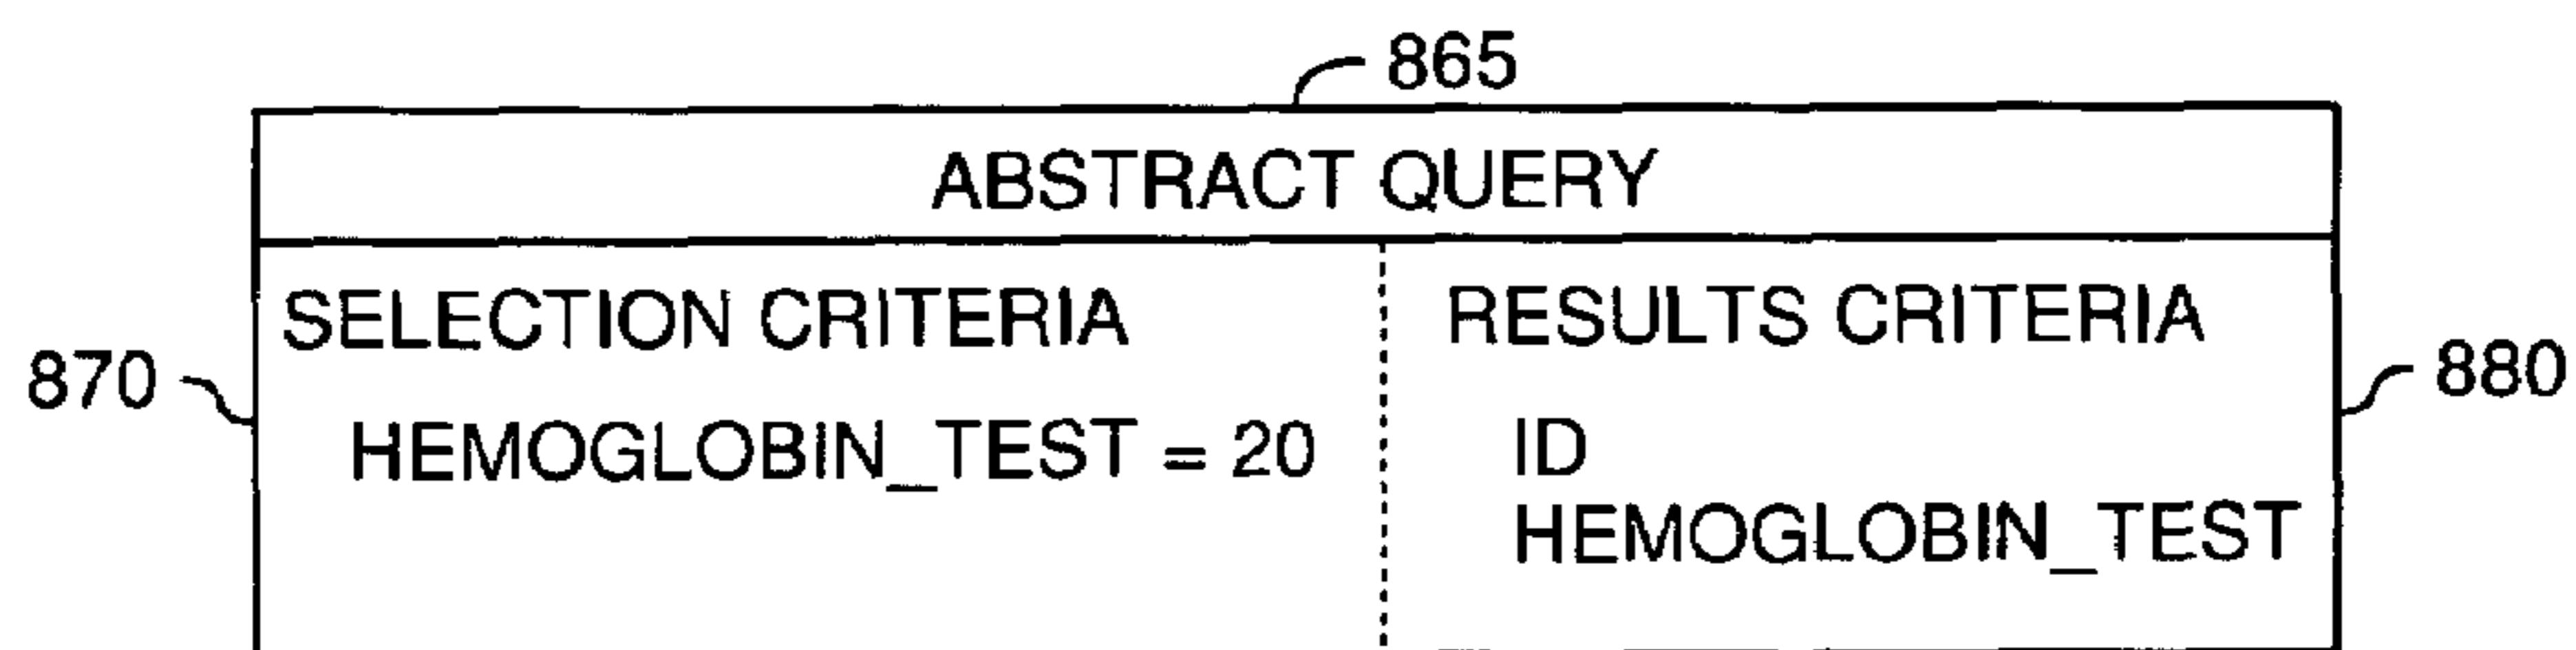 865
ABSTRACT QUERY
SELECTION CRITERIA
RESULTS CRITERIA
870
880
HEMOGLOBIN_TEST = 20
ID
HEMOGLOBIN_TEST